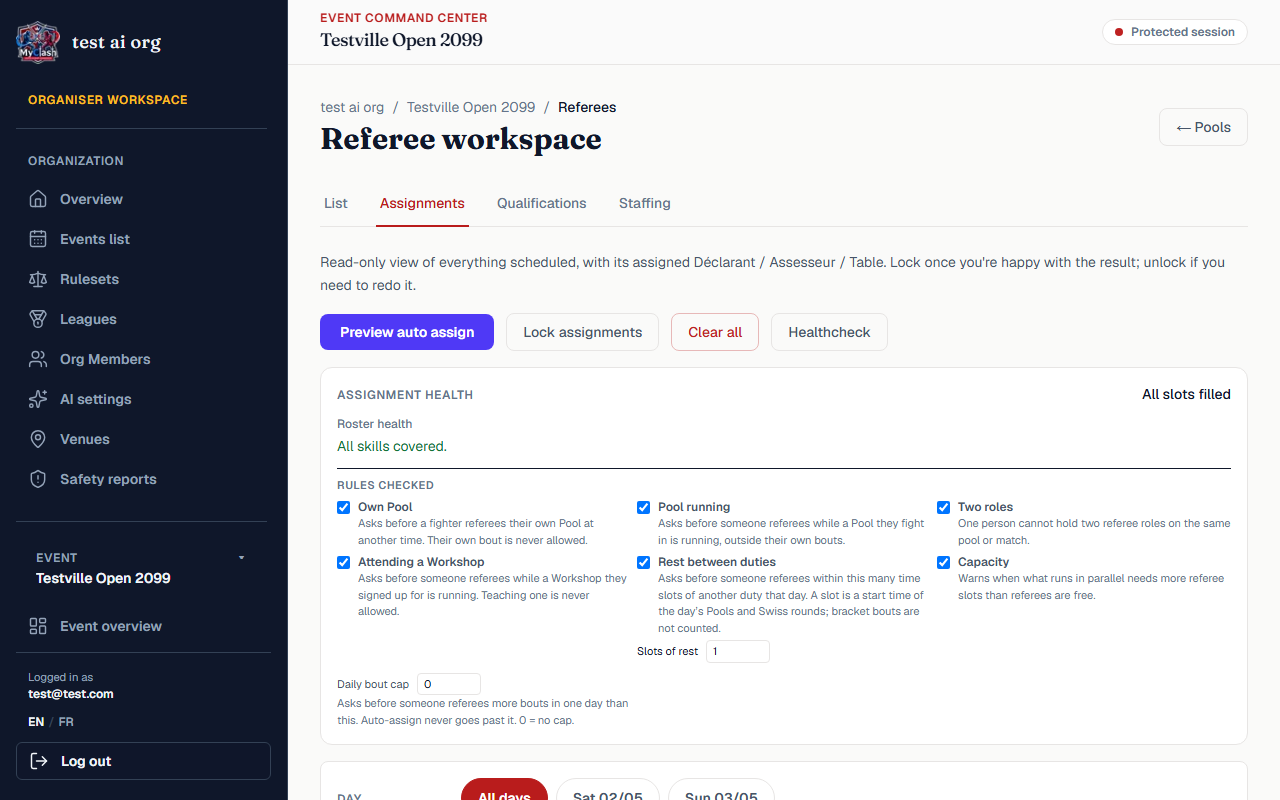 MyClash
test ai org
ORGANISER WORKSPACE
ORGANIZATION
Overview
Events list
Rulesets
Leagues
Org Members
AI settings
Venues
Safety reports
EVENT
Testville Open 2099
Event overview
Logged in as
test@test.com
EN / FR
Log out
EVENT COMMAND CENTER
Testville Open 2099
Protected session
test ai org / Testville Open 2099 / Referees
Referee workspace
← Pools
List
Assignments
Qualifications
Staffing
Read-only view of everything scheduled, with its assigned Déclarant / Assesseur / Table. Lock once you're happy with the result; unlock if you
need to redo it.
Preview auto assign
Lock assignments
Clear all
Healthcheck
ASSIGNMENT HEALTH
All slots filled
Roster health
All skills covered.
RULES CHECKED
Own Pool
Asks before a fighter referees their own Pool at
another time. Their own bout is never allowed.
Pool running
Asks before someone referees while a Pool they fight
in is running, outside their own bouts.
Two roles
One person cannot hold two referee roles on the same
pool or match.
Attending a Workshop
Asks before someone referees while a Workshop they
signed up for is running. Teaching one is never
allowed.
Rest between duties
Asks before someone referees within this many time
slots of another duty that day. A slot is a start time of
the day's Pools and Swiss rounds; bracket bouts are
not counted.
Slots of rest 1
Capacity
Warns when what runs in parallel needs more referee
slots than referees are free.
Daily bout cap 0
Asks before someone referees more bouts in one day than
this. Auto-assign never goes past it. 0 = no cap.
DAY
All days
Sat 02/05
Sun 03/05